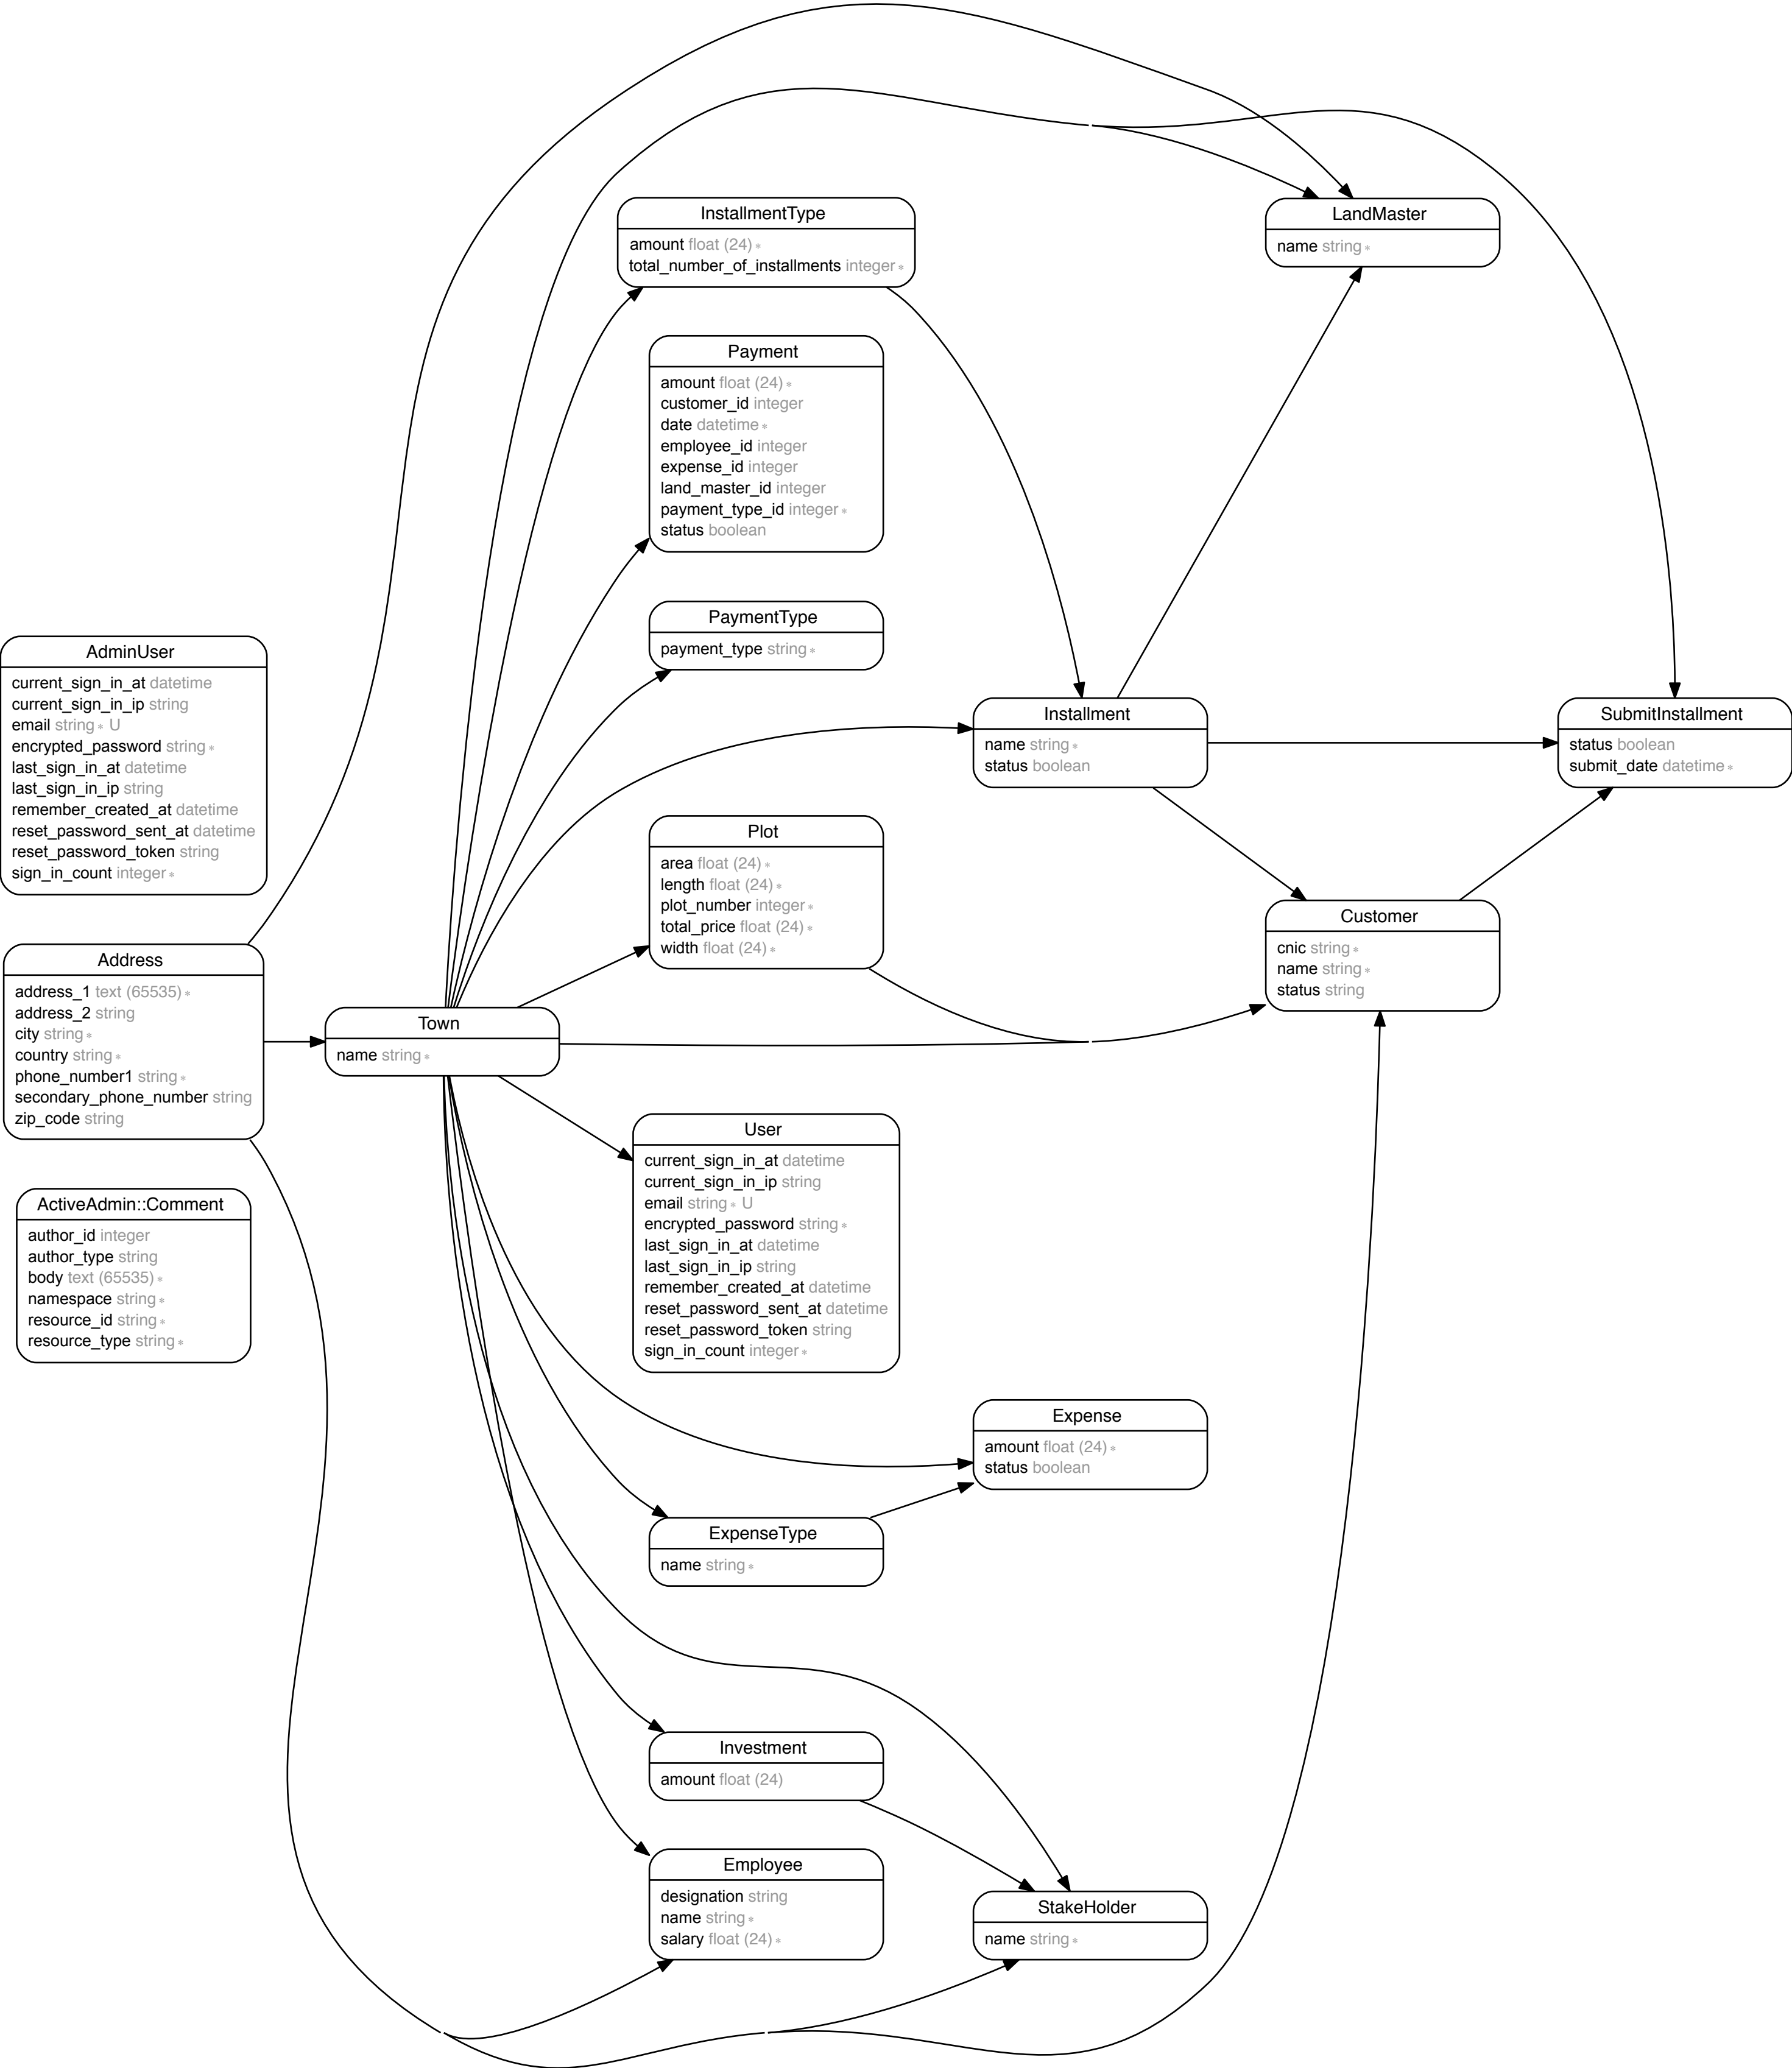 InstallmentType
amount float (24) *
total_number_of_installments integer *
LandMaster
name string *
Payment
amount float (24) *
customer_id integer
date datetime *
employee_id integer
expense_id integer
land_master_id integer
payment_type_id integer *
status boolean
PaymentType
payment_type string *
AdminUser
current_sign_in_at datetime
current_sign_in_ip string
email string * U
encrypted_password string *
last_sign_in_at datetime
last_sign_in_ip string
remember_created_at datetime
reset_password_sent_at datetime
reset_password_token string
sign_in_count integer *
Installment
name string *
status boolean
SubmitInstallment
status boolean
submit_date datetime *
Plot
area float (24) *
length float (24) *
plot_number integer *
total_price float (24) *
width float (24) *
Customer
cnic string *
name string *
status string
Address
address_1 text (65535) *
address_2 string
city string *
country string *
phone_number1 string *
secondary_phone_number string
zip_code string
Town
name string *
User
current_sign_in_at datetime
current_sign_in_ip string
email string * U
encrypted_password string *
last_sign_in_at datetime
last_sign_in_ip string
remember_created_at datetime
reset_password_sent_at datetime
reset_password_token string
sign_in_count integer *
ActiveAdmin::Comment
author_id integer
author_type string
body text (65535) *
namespace string *
resource_id string *
resource_type string *
Expense
amount float (24) *
status boolean
ExpenseType
name string *
Investment
amount float (24)
Employee
designation string
name string *
salary float (24) *
StakeHolder
name string *